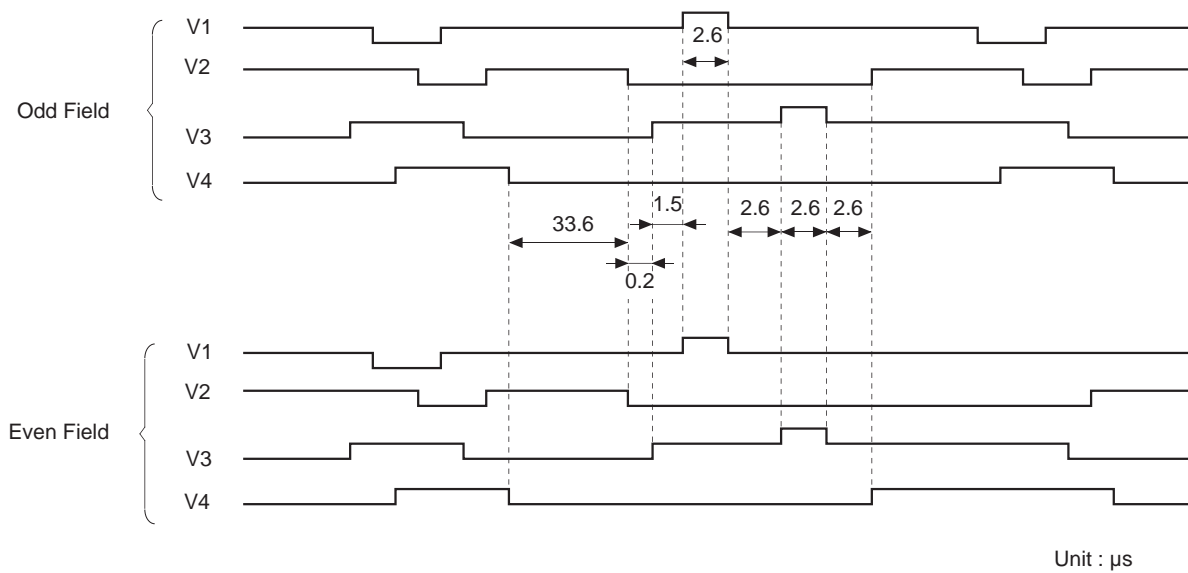 Odd Field
V1
2.6
V2
V3
V4
33.6
1.5
2.6 2.6 2.6
0.2
Even Field
V1
V2
V3
V4
Unit : μs